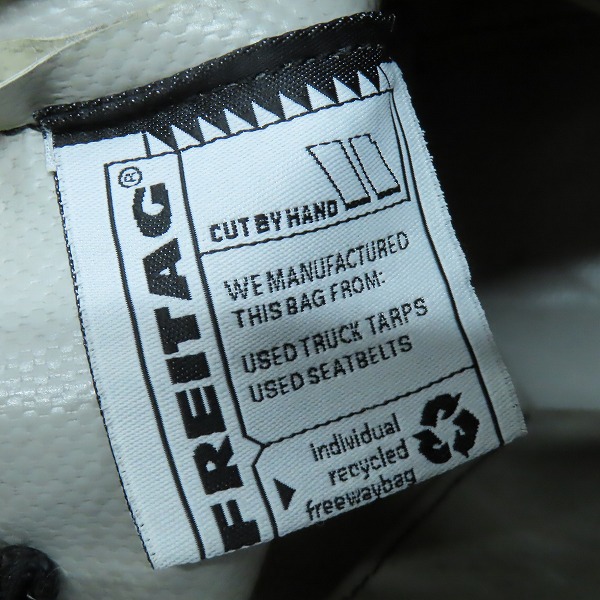 FREITAG®
CUT BY HAND
WE MANUFACTURED
THIS BAG FROM:
USED TRUCK TARPS
USED SEATBELTS
individual
recycled
freewaybag